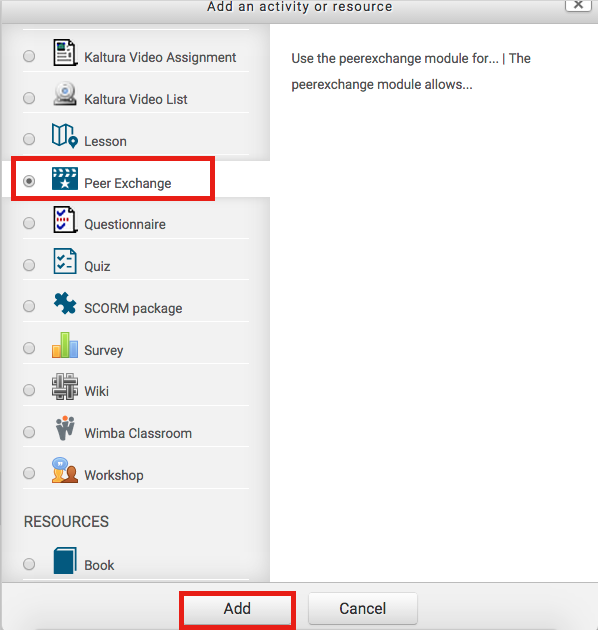 Add an activity or resource
Kaltura Video Assignment
Kaltura Video List
Lesson
Peer Exchange
Questionnaire
Quiz
SCORM package
Survey
Wiki
Wimba Classroom
Workshop
RESOURCES
Book
Use the peerexchange module for... | The
peerexchange module allows...
Add
Cancel